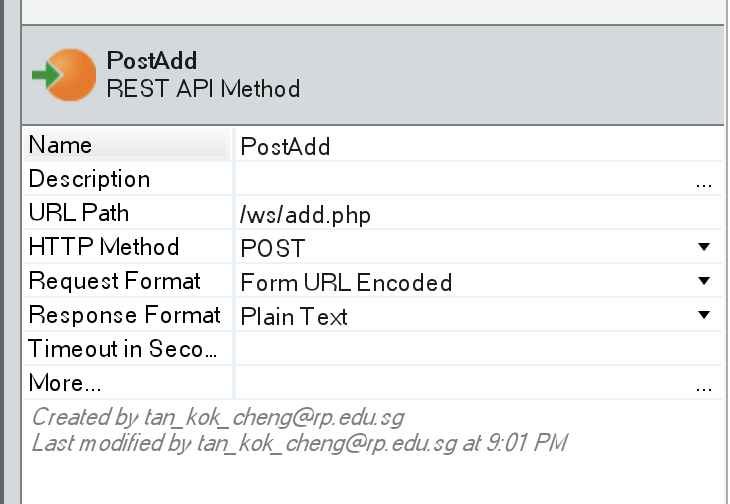 PostAdd
REST API Method
Name PostAdd
Description ...
URL Path /ws/add.php
HTTP Method POST
Request Format Form URL Encoded
Response Format Plain Text
Timeout in Seco...
More... ...
Created by tan_kok_cheng@rp.edu.sg
Last modified by tan_kok_cheng@rp.edu.sg at 9:01 PM